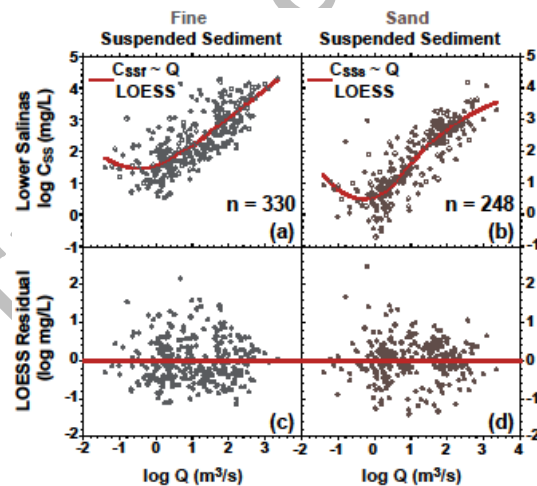 Fine Sand
Suspended Sediment Suspended Sediment
Cssf ~ Q
LOESS
n = 330
(a)
Csss ~ Q
LOESS
n = 248
(b)
Lower Salinas
log Css (mg/L)
5
4
3
2
1
0
-1
5
4
3
2
1
0
-1
(c)
(d)
LOESS Residual
(log mg/L)
2
1
0
-1
-2
2
1
0
-1
-2
-2 -1 0 1 2 3 -2 -1 0 1 2 3 4
log Q (m³/s) log Q (m³/s)